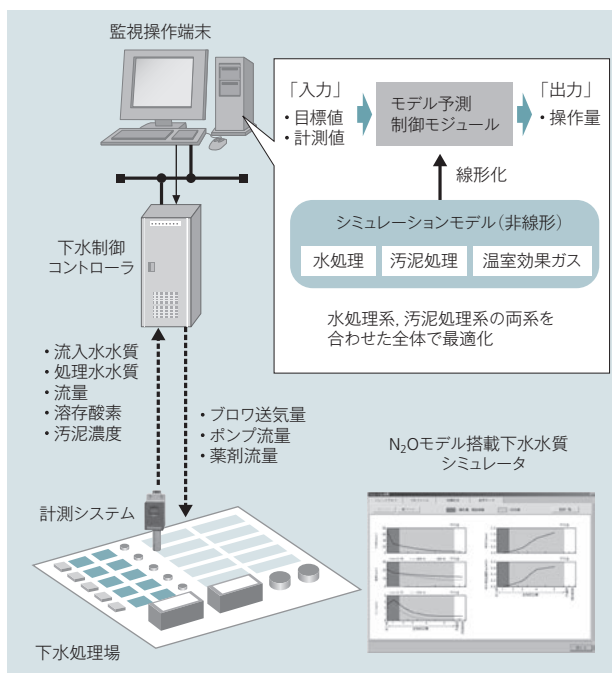 監視操作端末
「入力」
・目標値
・計測値
モデル予測
制御モジュール
「出力」
・操作量
線形化
シミュレーションモデル(非線形)
水処理
汚泥処理
温室効果ガス
水処理系, 汚泥処理系の両系を
合わせた全体で最適化
下水制御
コントローラ
・流入水水質
・処理水水質
・流量
・溶存酸素
・汚泥濃度
・ブロワ送気量
・ポンプ流量
・薬剤流量
計測システム
下水処理場
N₂Oモデル搭載下水水質
シミュレータ